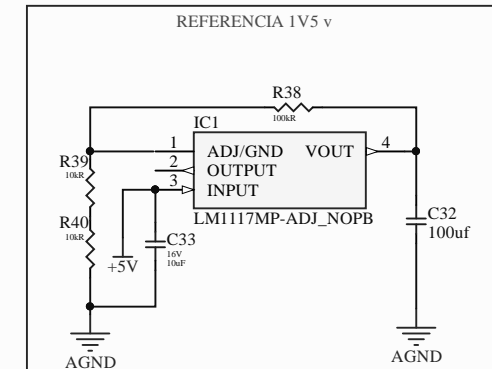 REFERENCIA 1V5 v
R38
100kR
IC1
1
ADJ/GND
VOUT
4
2
OUTPUT
3
INPUT
LM1117MP-ADJ_NOPB
R39
10kR
R40
10kR
+5V
C33
16V
10uF
C32
100uf
AGND
AGND